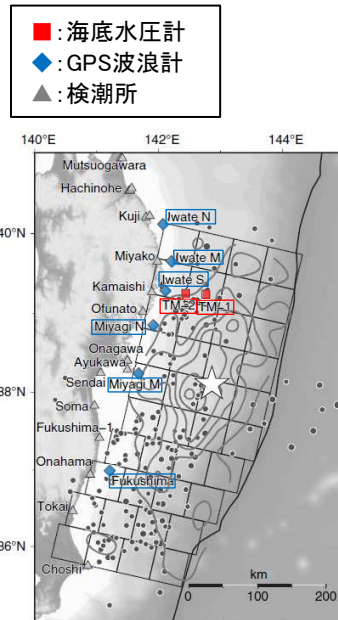 :海底水圧計
:GPS波浪計
:検潮所
140°E 142°E 144°E
Mutsuogawara
Hachinohe
Kuji
Iwate N
40°N
Miyako
Iwate M
Iwate S
Kamaishi
TM-2 TM-1
Ofunato
Miyagi N
Onagawa
Ayukawa
Sendai
Miyagi M
38°N
Soma
Fukushima-1
Onahama
Fukushima
Tokai
36°N
Choshi
km
0 100 200